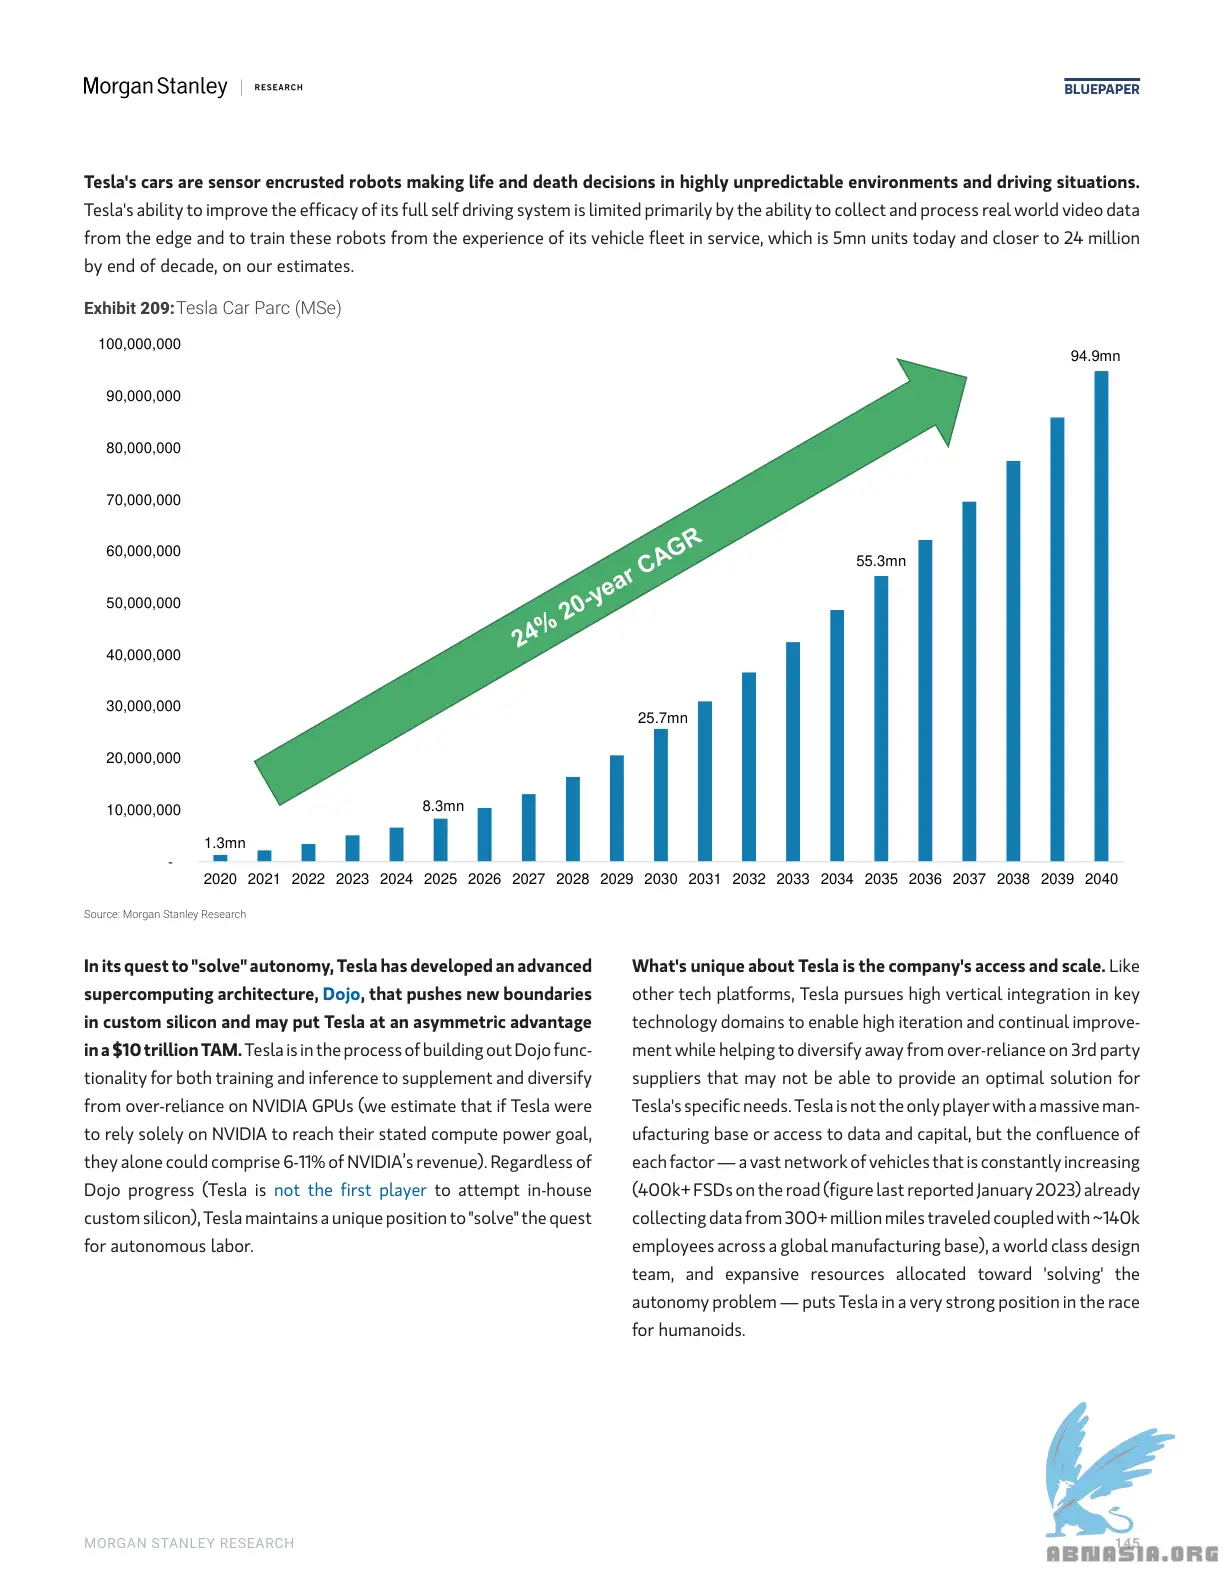 Morgan Stanley | RESEARCH
BLUEPAPER
Tesla's cars are sensor encrusted robots making life and death decisions in highly unpredictable environments and driving situations.
Tesla's ability to improve the efficacy of its full self driving system is limited primarily by the ability to collect and process real world video data
from the edge and to train these robots from the experience of its vehicle fleet in service, which is 5mn units today and closer to 24 million
by end of decade, on our estimates.
Exhibit 209: Tesla Car Parc (MSe)
100,000,000
90,000,000
80,000,000
70,000,000
60,000,000
50,000,000
40,000,000
30,000,000
20,000,000
10,000,000
-
24% 20-year CAGR
1.3mn
8.3mn
25.7mn
55.3mn
94.9mn
2020 2021 2022 2023 2024 2025 2026 2027 2028 2029 2030 2031 2032 2033 2034 2035 2036 2037 2038 2039 2040
Source: Morgan Stanley Research
In its quest to "solve" autonomy, Tesla has developed an advanced
supercomputing architecture, Dojo, that pushes new boundaries
in custom silicon and may put Tesla at an asymmetric advantage
in a $10 trillion TAM. Tesla is in the process of building out Dojo func-
tionality for both training and inference to supplement and diversify
from over-reliance on NVIDIA GPUs (we estimate that if Tesla were
to rely solely on NVIDIA to reach their stated compute power goal,
they alone could comprise 6-11% of NVIDIA’s revenue). Regardless of
Dojo progress (Tesla is not the first player to attempt in-house
custom silicon), Tesla maintains a unique position to "solve" the quest
for autonomous labor.
What's unique about Tesla is the company's access and scale. Like
other tech platforms, Tesla pursues high vertical integration in key
technology domains to enable high iteration and continual improve-
ment while helping to diversify away from over-reliance on 3rd party
suppliers that may not be able to provide an optimal solution for
Tesla's specific needs. Tesla is not the only player with a massive man-
ufacturing base or access to data and capital, but the confluence of
each factor — a vast network of vehicles that is constantly increasing
(400k+ FSDs on the road (figure last reported January 2023) already
collecting data from 300+ million miles traveled coupled with ~140k
employees across a global manufacturing base), a world class design
team, and expansive resources allocated toward 'solving' the
autonomy problem — puts Tesla in a very strong position in the race
for humanoids.
MORGAN STANLEY RESEARCH
145
ABNASIA.ORG